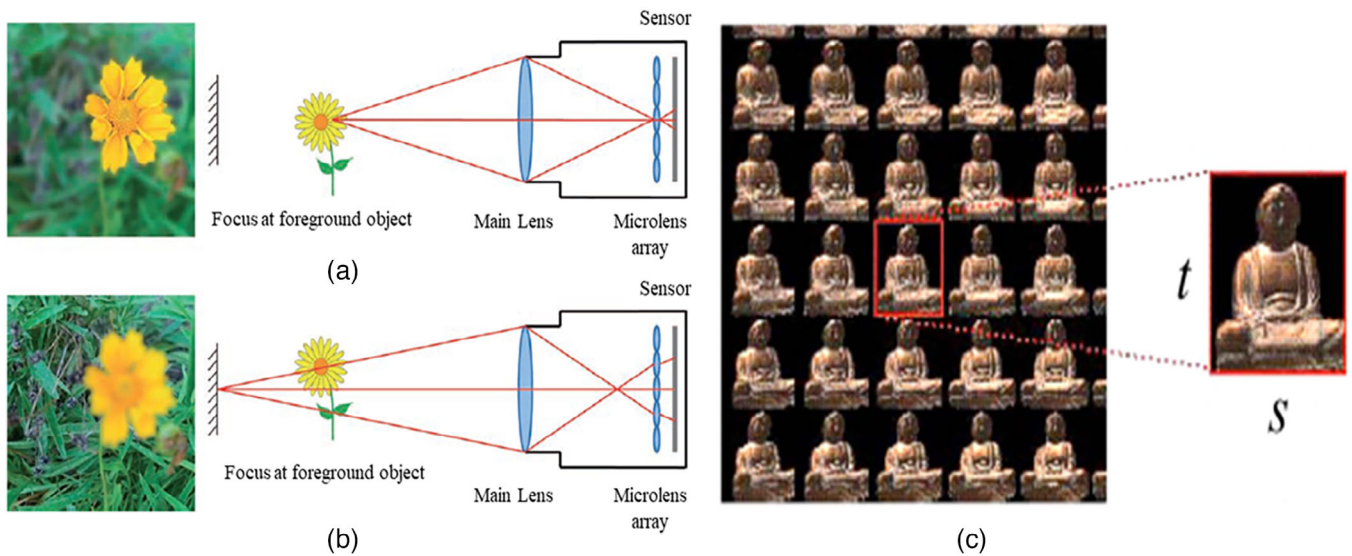 Sensor
Focus at foreground object
Main Lens
Microlens
array
(a)
Sensor
Focus at foreground object
Main Lens
Microlens
array
(b)
t
s
(c)